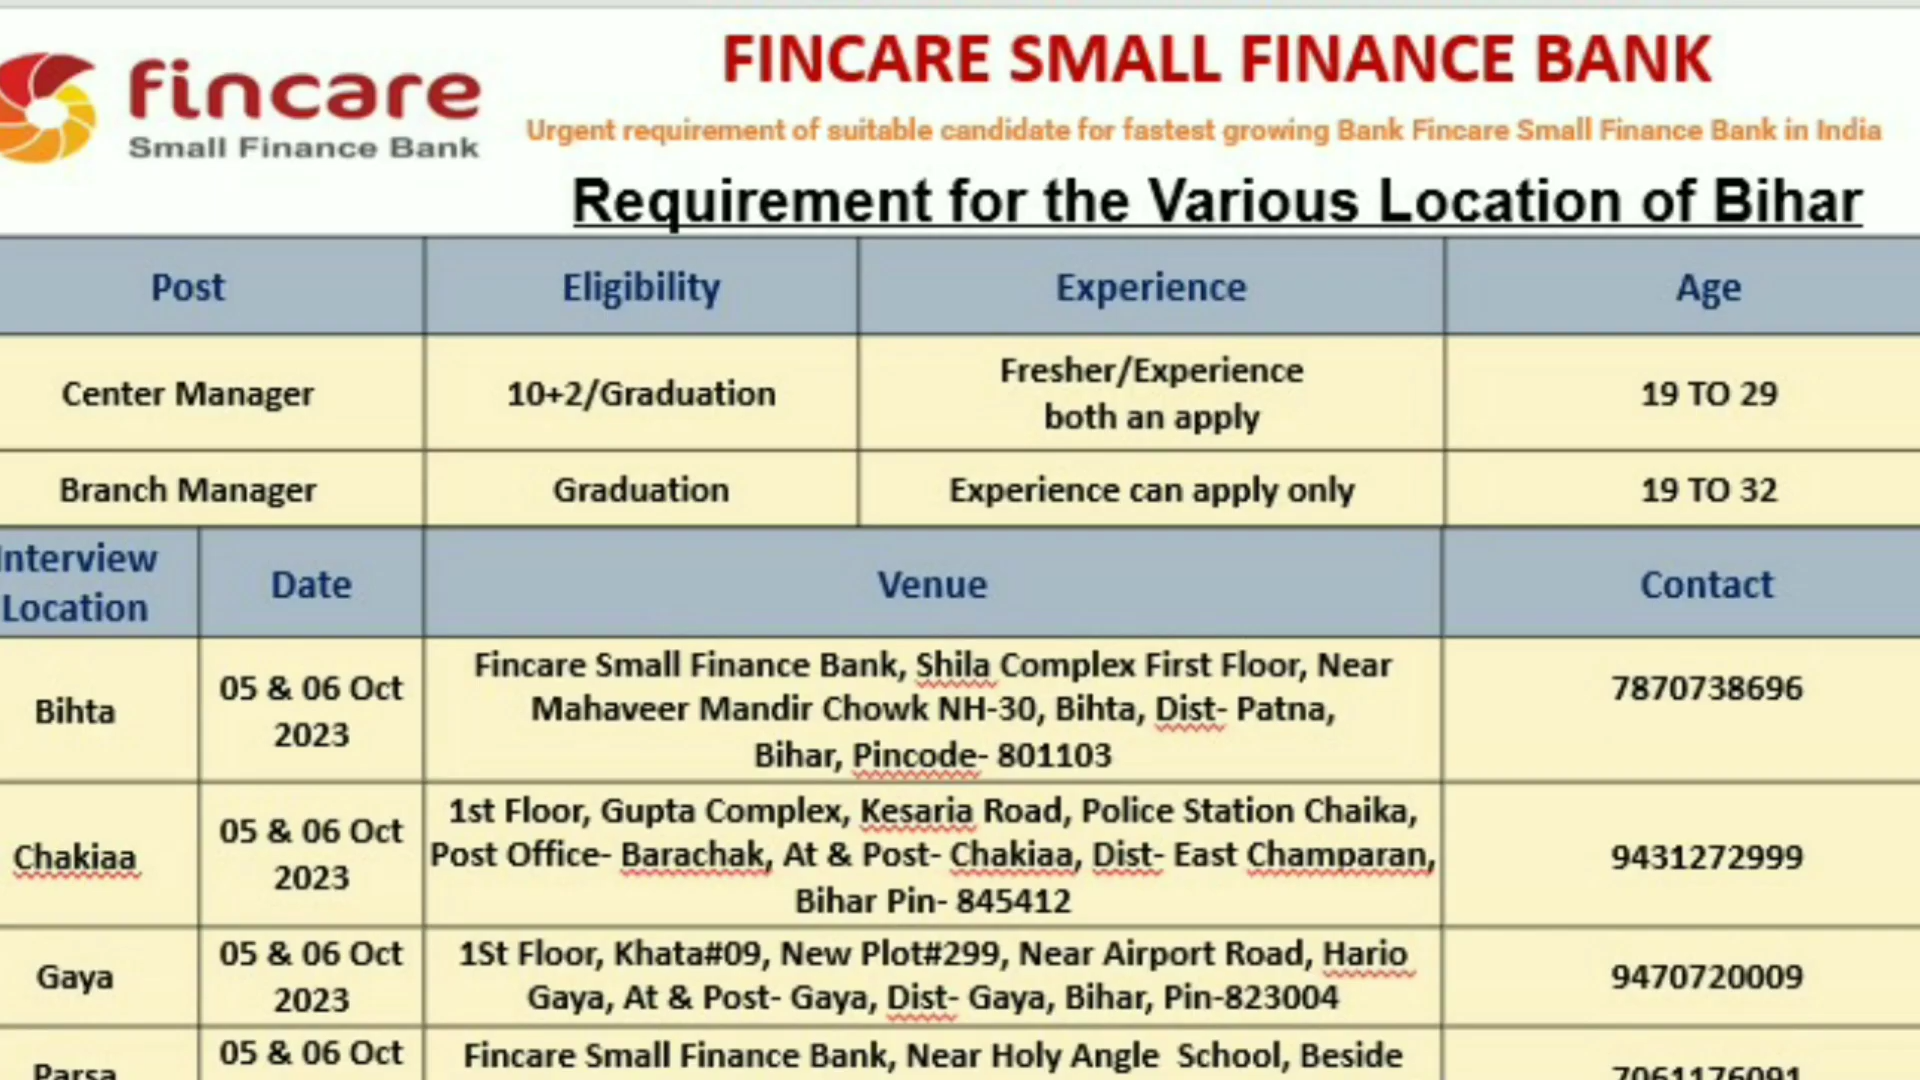 fincare
Small Finance Bank
FINCARE SMALL FINANCE BANK
Urgent requirement of suitable candidate for fastest growing Bank Fincare Small Finance Bank in India
Requirement for the Various Location of Bihar
Post Eligibility Experience Age
Center Manager 10+2/Graduation Fresher/Experience both an apply 19 TO 29
Branch Manager Graduation Experience can apply only 19 TO 32
Interview Location Date Venue Contact
Bihta 05 & 06 Oct 2023
Fincare Small Finance Bank, Shila Complex First Floor, Near
Mahaveer Mandir Chowk NH-30, Bihta, Dist- Patna,
Bihar, Pincode- 801103
7870738696
Chakiaa 05 & 06 Oct 2023
1st Floor, Gupta Complex, Kesaria Road, Police Station Chaika,
Post Office- Barachak, At & Post- Chakiaa, Dist- East Champaran,
Bihar Pin- 845412
9431272999
Gaya 05 & 06 Oct 2023
1St Floor, Khata#09, New Plot#299, Near Airport Road, Hario
Gaya, At & Post- Gaya, Dist- Gaya, Bihar, Pin-823004
9470720009
Parsa 05 & 06 Oct
Fincare Small Finance Bank, Near Holy Angle School, Beside
7061176091